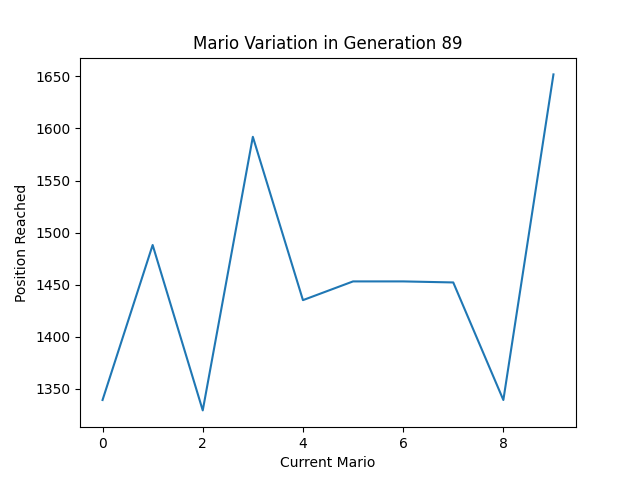 Mario Variation in Generation 89
1650
1600
1550
1500
1450
1400
1350
Position Reached
0 2 4 6 8
Current Mario